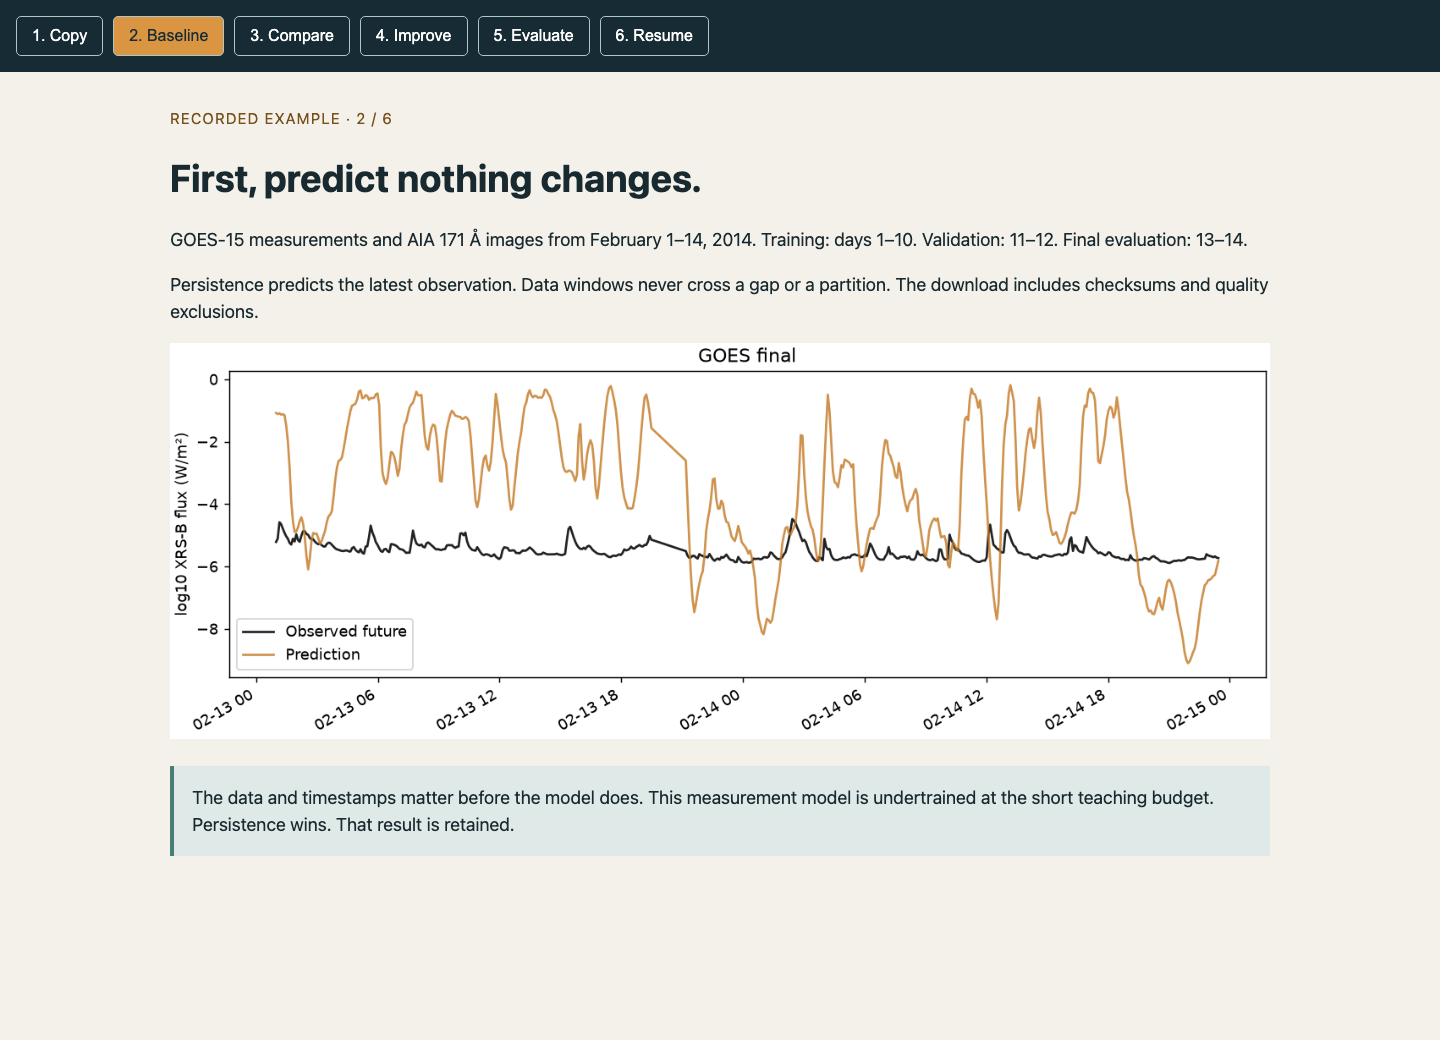 1. Copy
2. Baseline
3. Compare
4. Improve
5. Evaluate
6. Resume
RECORDED EXAMPLE · 2 / 6
First, predict nothing changes.
GOES-15 measurements and AIA 171 Å images from February 1–14, 2014. Training: days 1–10. Validation: 11–12. Final evaluation: 13–14.
Persistence predicts the latest observation. Data windows never cross a gap or a partition. The download includes checksums and quality
exclusions.
GOES final
log10 XRS-B flux (W/m²)
0
−2
−4
−6
−8
Observed future
Prediction
02-13 00
02-13 06
02-13 12
02-13 18
02-14 00
02-14 06
02-14 12
02-14 18
02-15 00
The data and timestamps matter before the model does. This measurement model is undertrained at the short teaching budget.
Persistence wins. That result is retained.